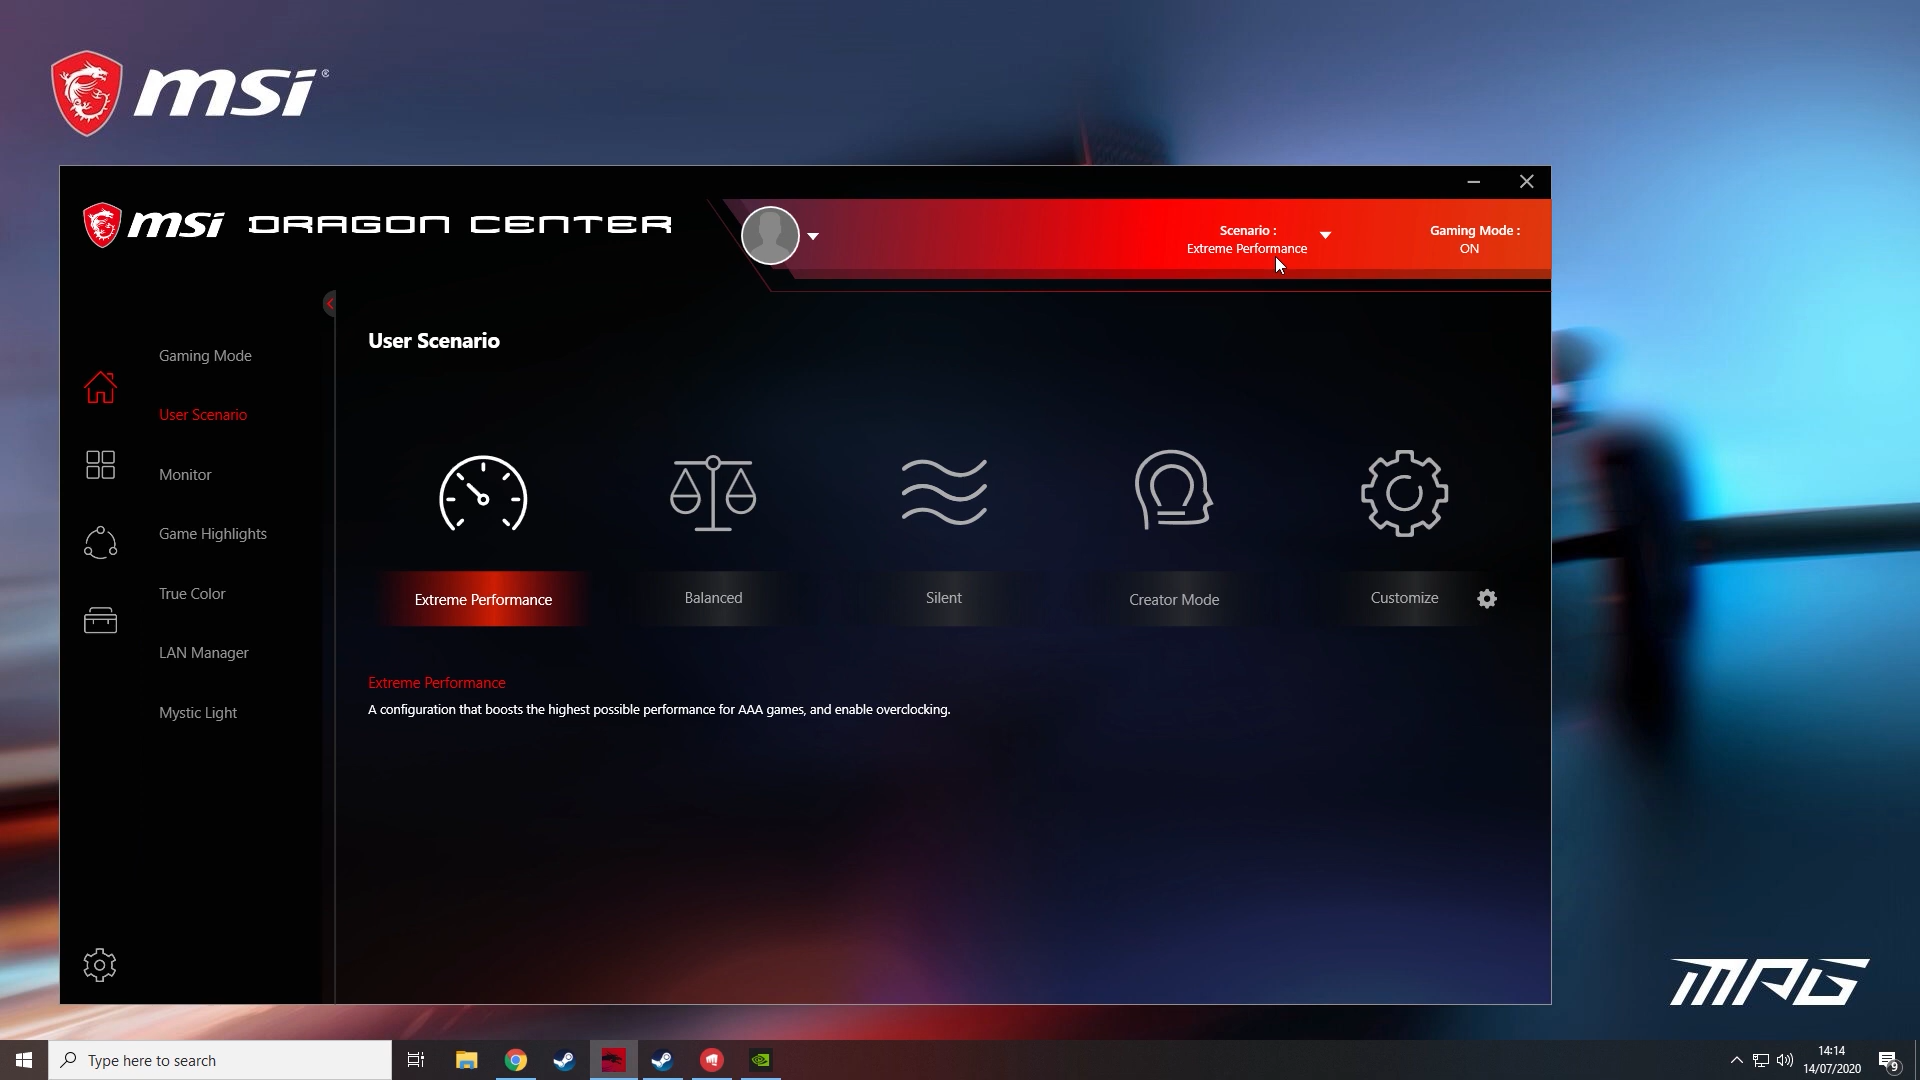 msi®
msi DRAGON CENTER
Scenario :
Extreme Performance
Gaming Mode :
ON
Gaming Mode
User Scenario
Monitor
Game Highlights
True Color
LAN Manager
Mystic Light
User Scenario
Extreme Performance
Balanced
Silent
Creator Mode
Customize
Extreme Performance
A configuration that boosts the highest possible performance for AAA games, and enable overclocking.
MPG
Type here to search
14:14
14/07/2020
9